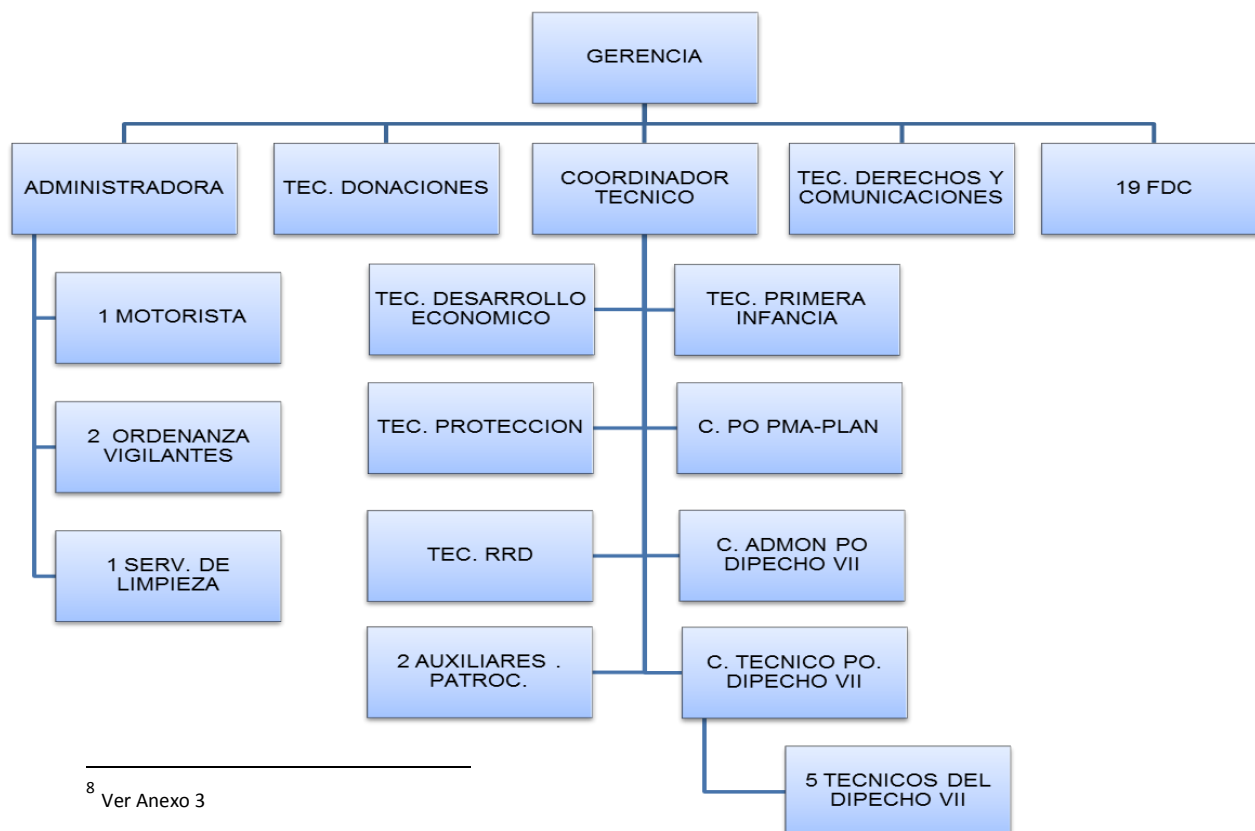 GERENCIA
ADMINISTRADORA
TEC. DONACIONES
COORDINADOR
TECNICO
TEC. DERECHOS Y
COMUNICACIONES
19 FDC
1 MOTORISTA
2 ORDENANZA
VIGILANTES
1 SERV. DE
LIMPIEZA
TEC. DESARROLLO
ECONOMICO
TEC. PRIMERA
INFANCIA
TEC. PROTECCION
C. PO PMA-PLAN
TEC. RRD
C. ADMON PO
DIPECHO VII
2 AUXILIARES .
PATROC.
C. TECNICO PO.
DIPECHO VII
5 TECNICOS DEL
DIPECHO VII
8 Ver Anexo 3